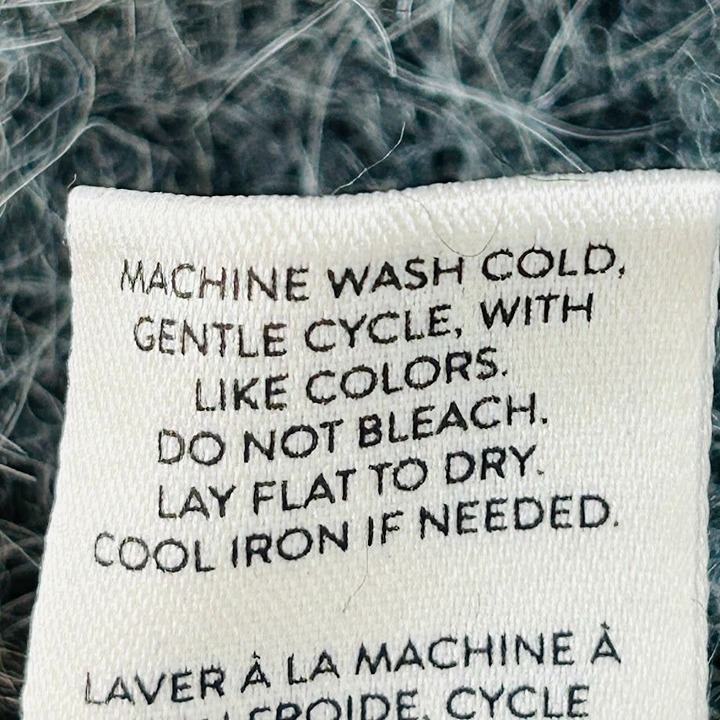 MACHINE WASH COLD,
GENTLE CYCLE, WITH
LIKE COLORS.
DO NOT BLEACH.
LAY FLAT TO DRY.
COOL IRON IF NEEDED.
LAVER À LA MACHINE À
FROIDE, CYCLE